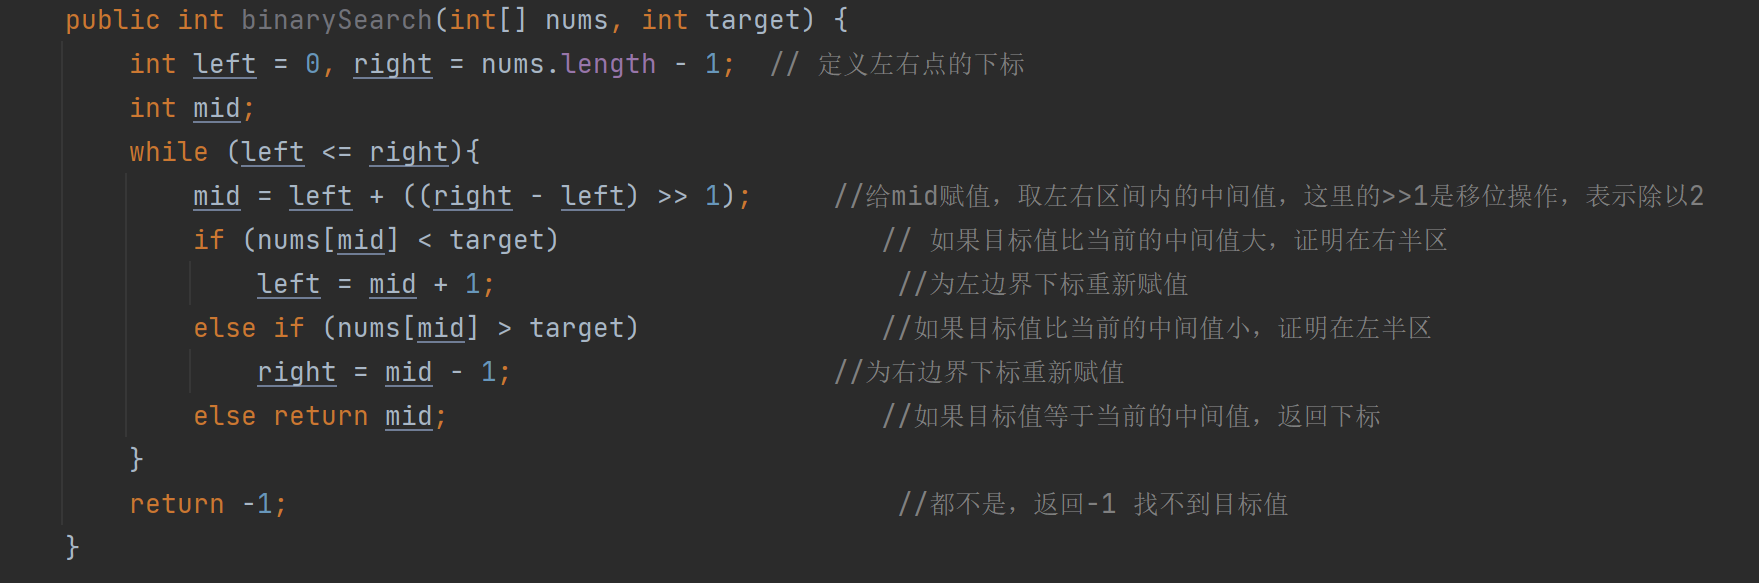 public int binarySearch(int[] nums, int target) {
int left = 0, right = nums.length - 1;  // 定义左右点的下标
int mid;
while (left <= right){
mid = left + ((right - left) >> 1);     //给mid赋值，取左右区间内的中间值，这里的>>1是移位操作，表示除以2
if (nums[mid] < target)                    // 如果目标值比当前的中间值大，证明在右半区
left = mid + 1;                         //为左边界下标重新赋值
else if (nums[mid] > target)               //如果目标值比当前的中间值小，证明在左半区
right = mid - 1;                    //为右边界下标重新赋值
else return mid;                           //如果目标值等于当前的中间值，返回下标
}
return -1;                                      //都不是，返回-1 找不到目标值
}